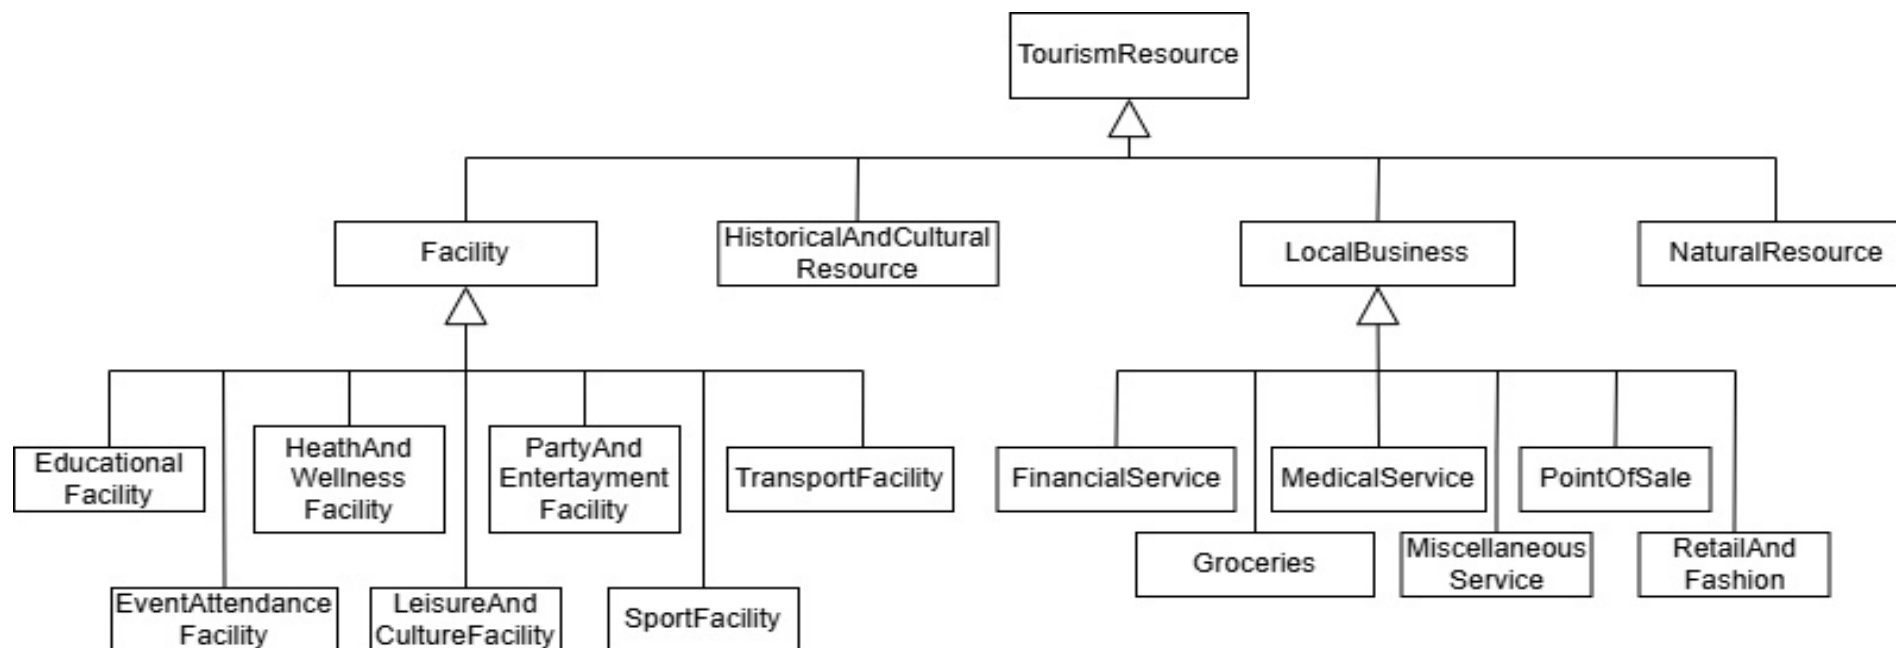 TourismResource
Facility
HistoricalAndCultural
Resource
LocalBusiness
NaturalResource
Educational
Facility
HeathAnd
Wellness
Facility
PartyAnd
Entertayment
Facility
TransportFacility
FinancialService
MedicalService
PointOfSale
Groceries
Miscellaneous
Service
RetailAnd
Fashion
EventAttendance
Facility
LeisureAnd
CultureFacility
SportFacility